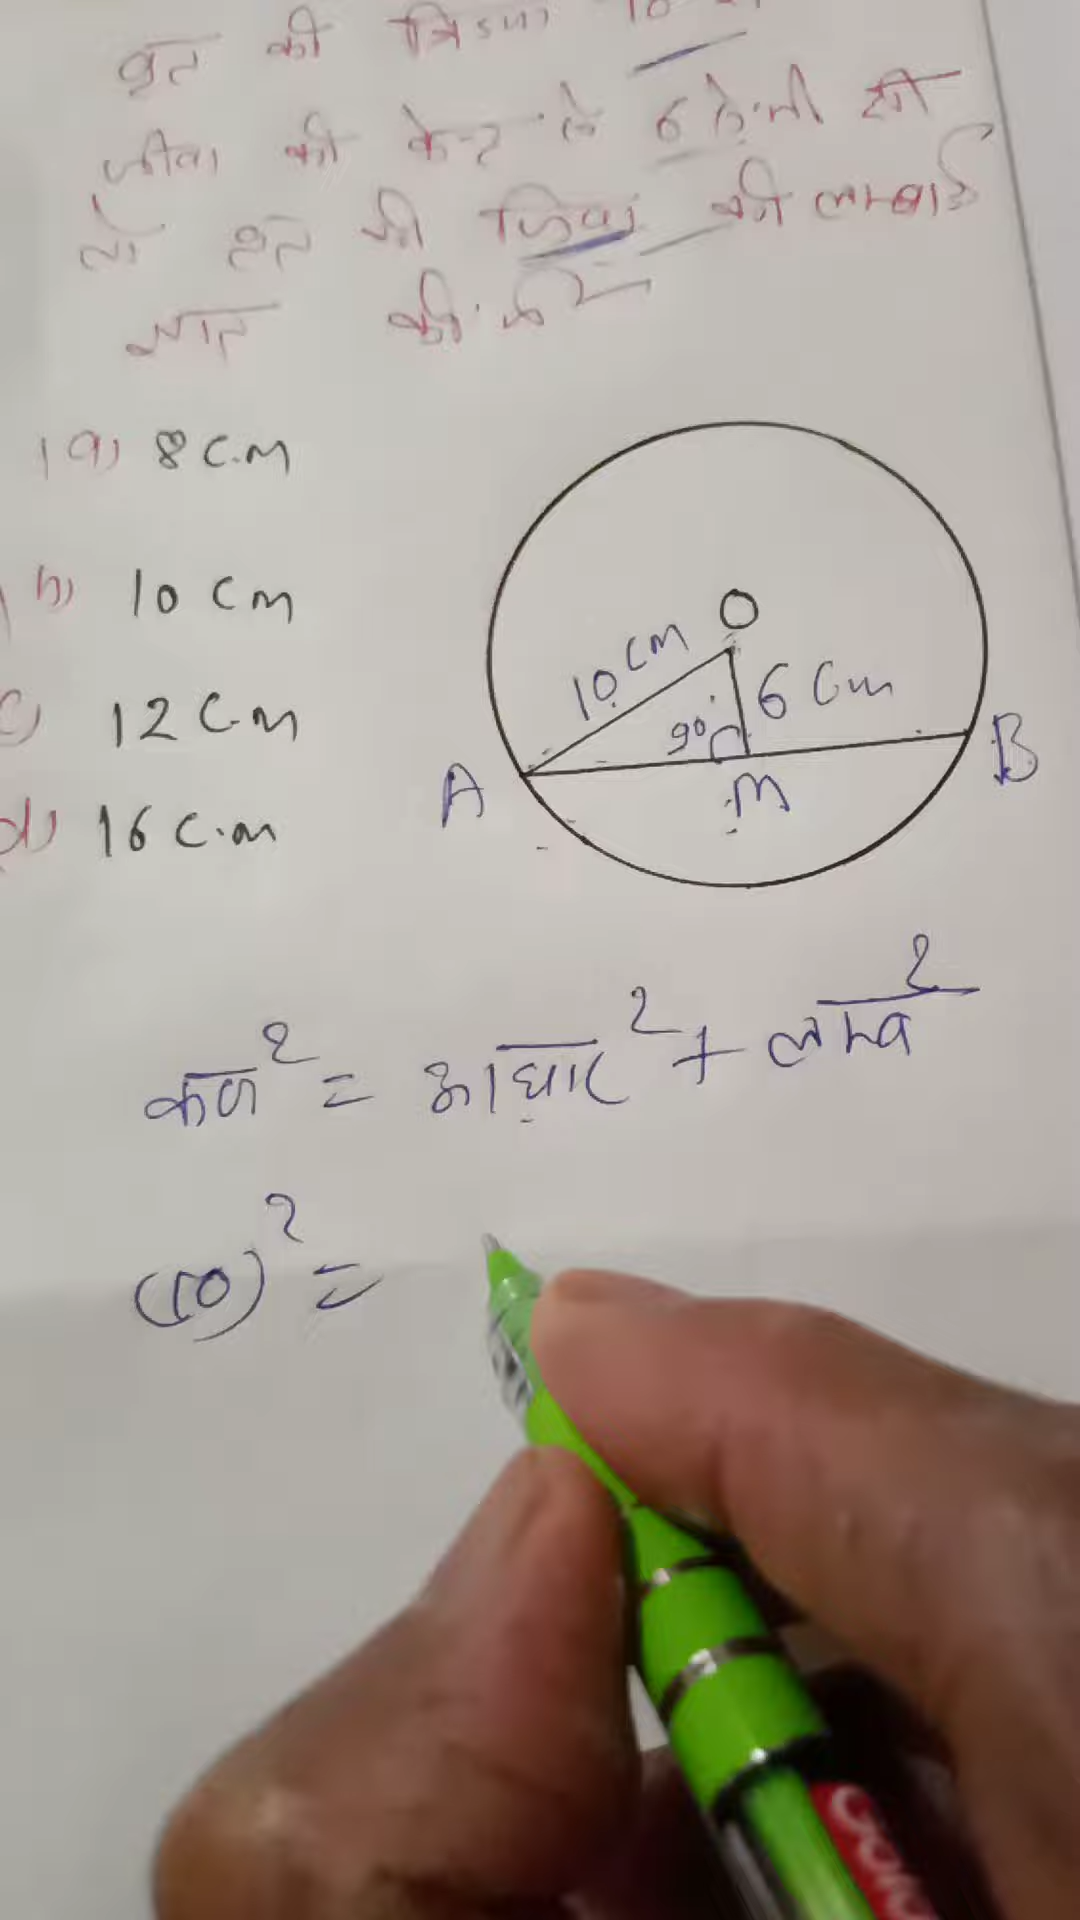 वृत की त्रिज्या 10
जीवा की केन्द्र से 6 से.मी हो
तो वृत की जिवा की लम्बाई
ज्ञात की जिये
(a) 8 C.M
b) 10 Cm
c) 12 C.m
d) 16 C.m
O
10 cm
6 Cm
90
A
M
B
कर्ण² = आधार² + लम्ब²
(10)² =